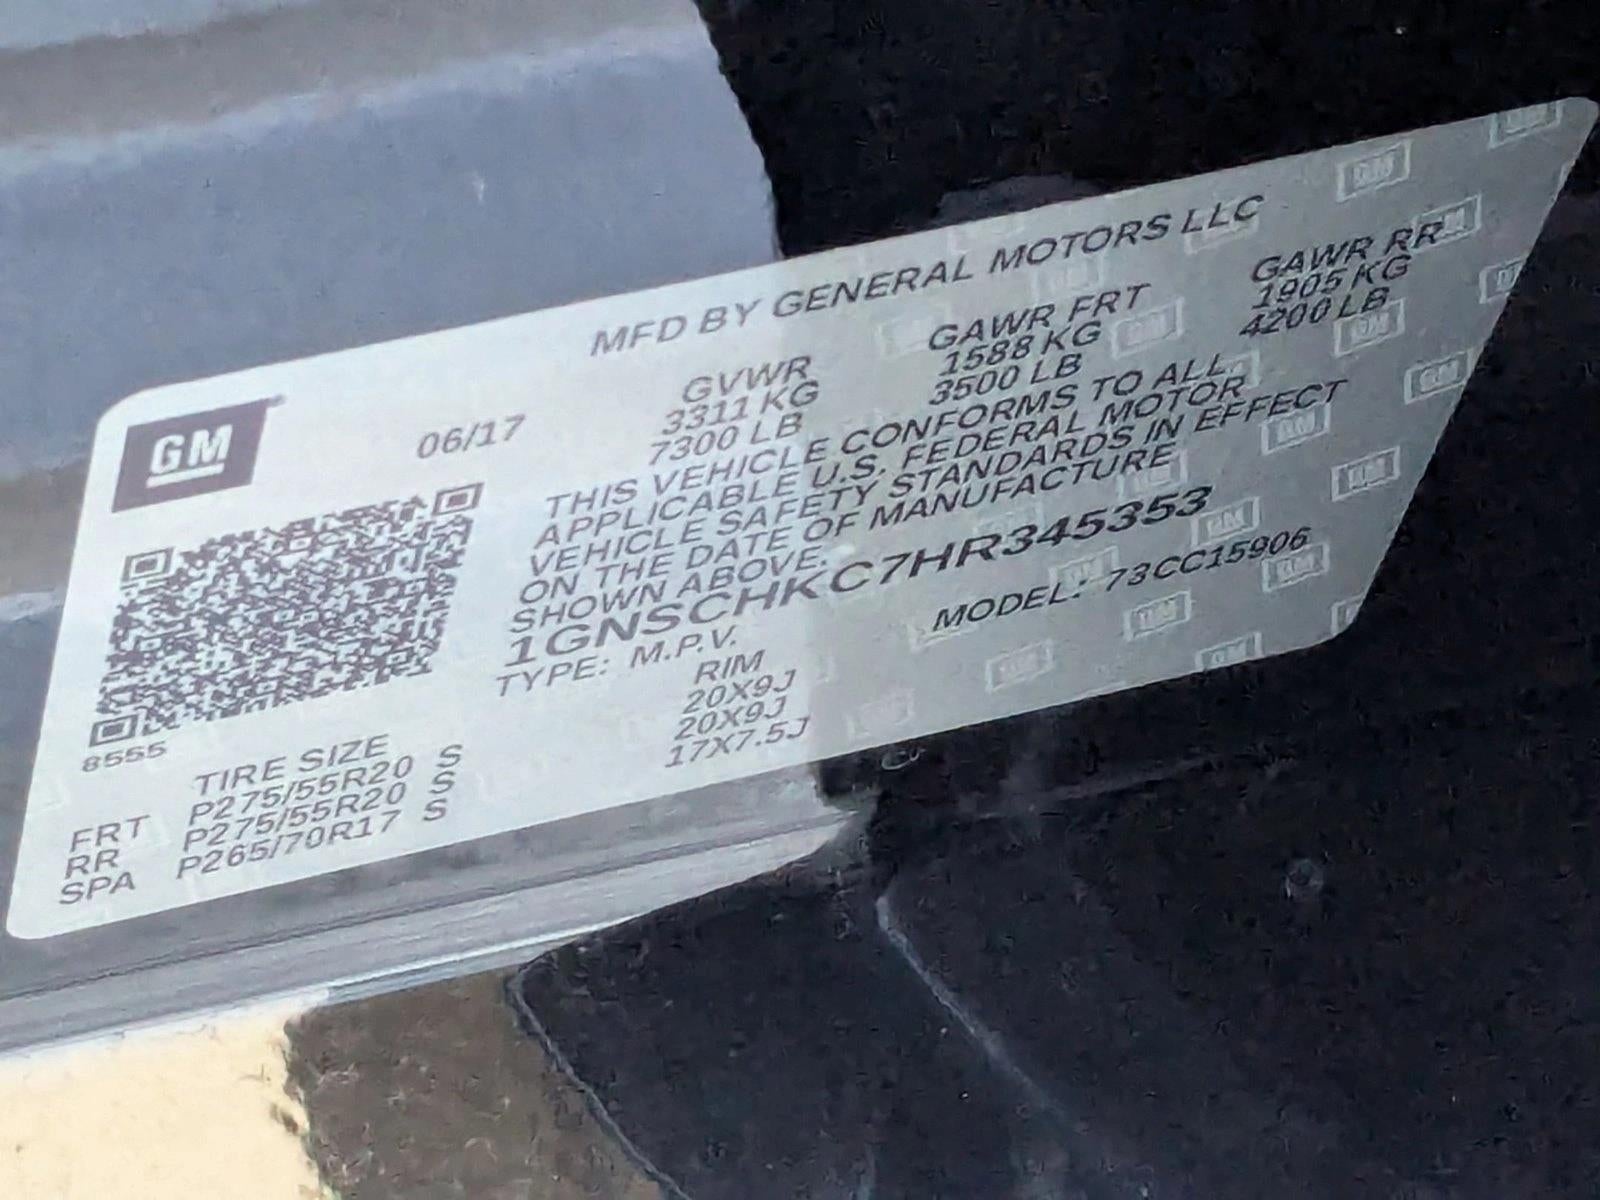 MFD BY GENERAL MOTORS LLC
GM
06/17
GVWR GAWR FRT GAWR RR
3311 KG 1588 KG 1905 KG
7300 LB 3500 LB 4200 LB
THIS VEHICLE CONFORMS TO ALL
APPLICABLE U.S. FEDERAL MOTOR
VEHICLE SAFETY STANDARDS IN EFFECT
ON THE DATE OF MANUFACTURE
SHOWN ABOVE.
1GNSCHKC7HR345353
TYPE: M.P.V. MODEL: 73CC15906
8555
TIRE SIZE RIM
FRT P275/55R20 S 20X9J
RR P275/55R20 S 20X9J
SPA P265/70R17 S 17X7.5J